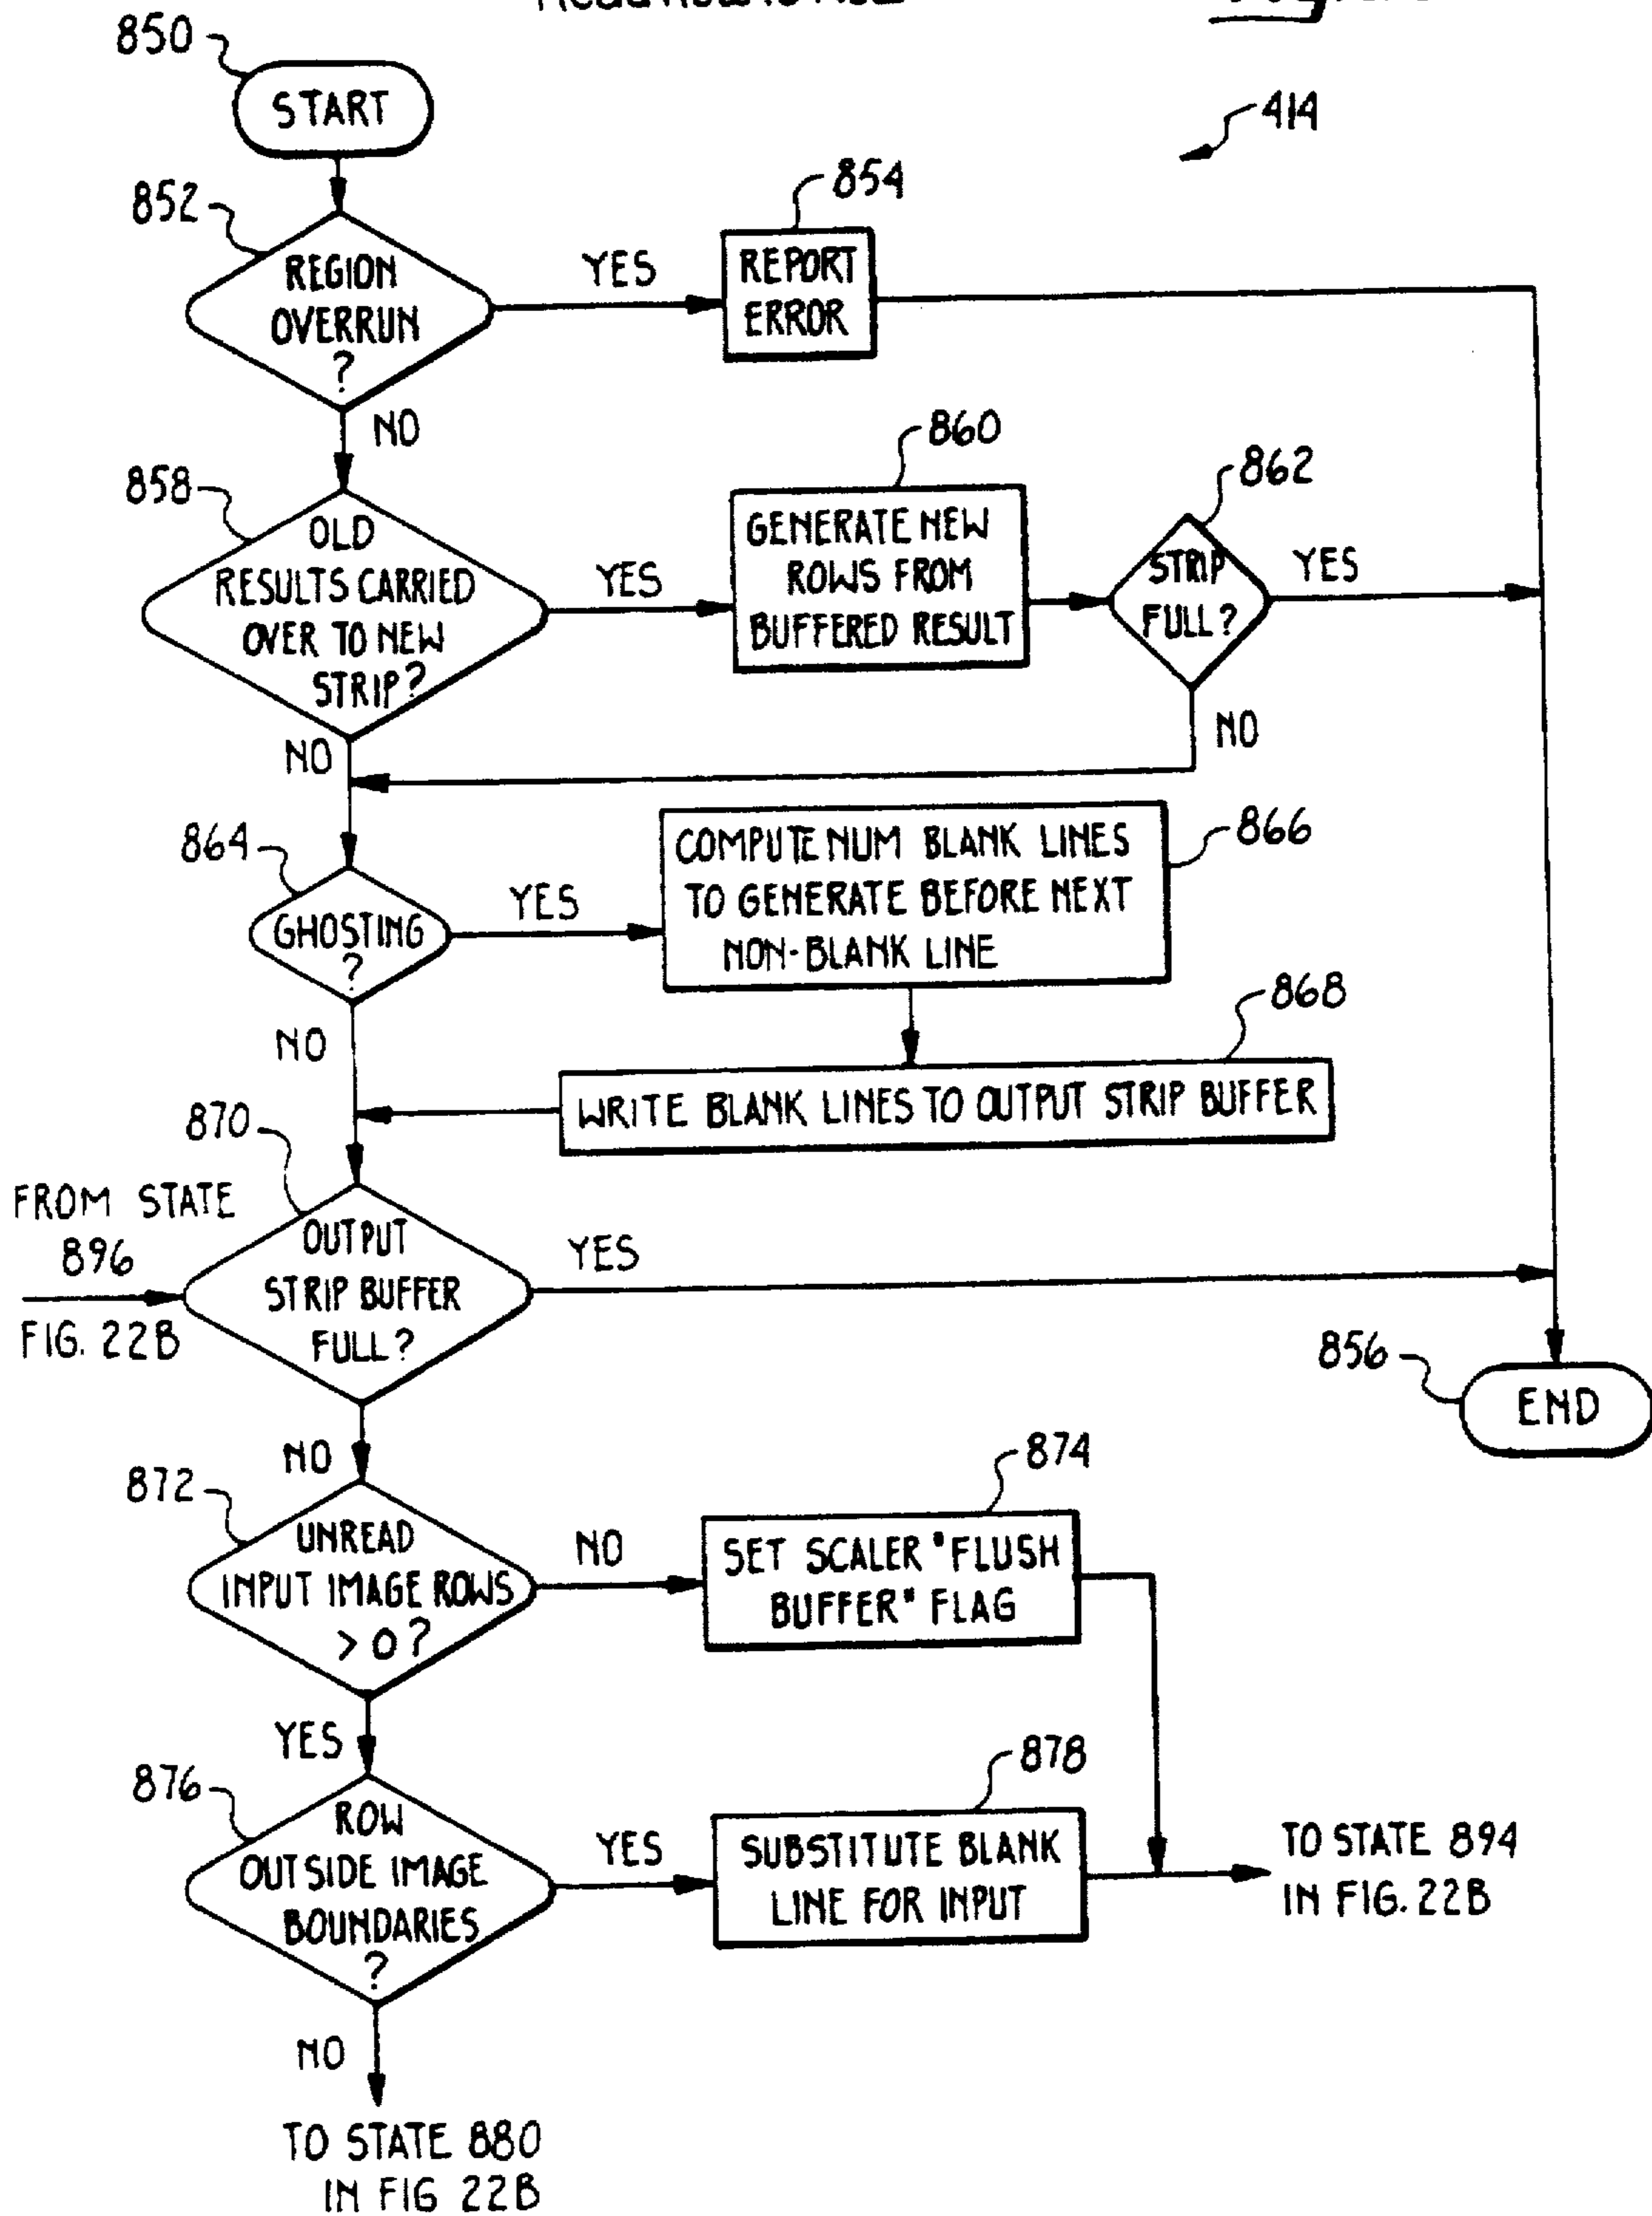 850
START
414
852
854
REGION
OVERRUN
?
YES
REPORT
ERROR
NO
858
860
862
OLD
RESULTS CARRIED
OVER TO NEW
STRIP?
YES
GENERATE NEW
ROWS FROM
BUFFERED RESULT
STRIP
FULL?
YES
NO
NO
864
866
GHOSTING
?
YES
COMPUTE NUM BLANK LINES
TO GENERATE BEFORE NEXT
NON-BLANK LINE
NO
868
WRITE BLANK LINES TO OUTPUT STRIP BUFFER
870
FROM STATE
896
FIG. 22B
OUTPUT
STRIP BUFFER
FULL?
YES
856
END
NO
872
874
UNREAD
INPUT IMAGE ROWS
> 0?
NO
SET SCALER "FLUSH
BUFFER" FLAG
YES
876
878
ROW
OUTSIDE IMAGE
BOUNDARIES
?
YES
SUBSTITUTE BLANK
LINE FOR INPUT
TO STATE 894
IN FIG. 22B
NO
TO STATE 880
IN FIG 22B